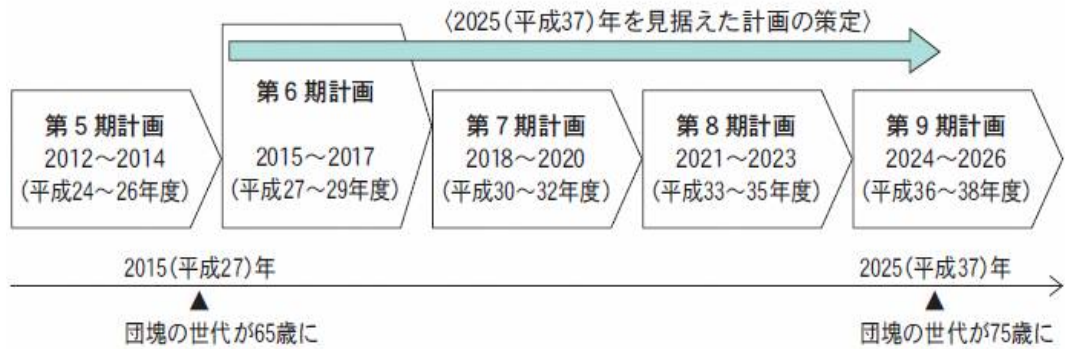 〈2025(平成37)年を見据えた計画の策定〉
第5期計画
2012～2014
(平成24～26年度)
第6期計画
2015～2017
(平成27～29年度)
第7期計画
2018～2020
(平成30～32年度)
第8期計画
2021～2023
(平成33～35年度)
第9期計画
2024～2026
(平成36～38年度)
2015(平成27)年
▲
団塊の世代が65歳に
2025(平成37)年
▲
団塊の世代が75歳に